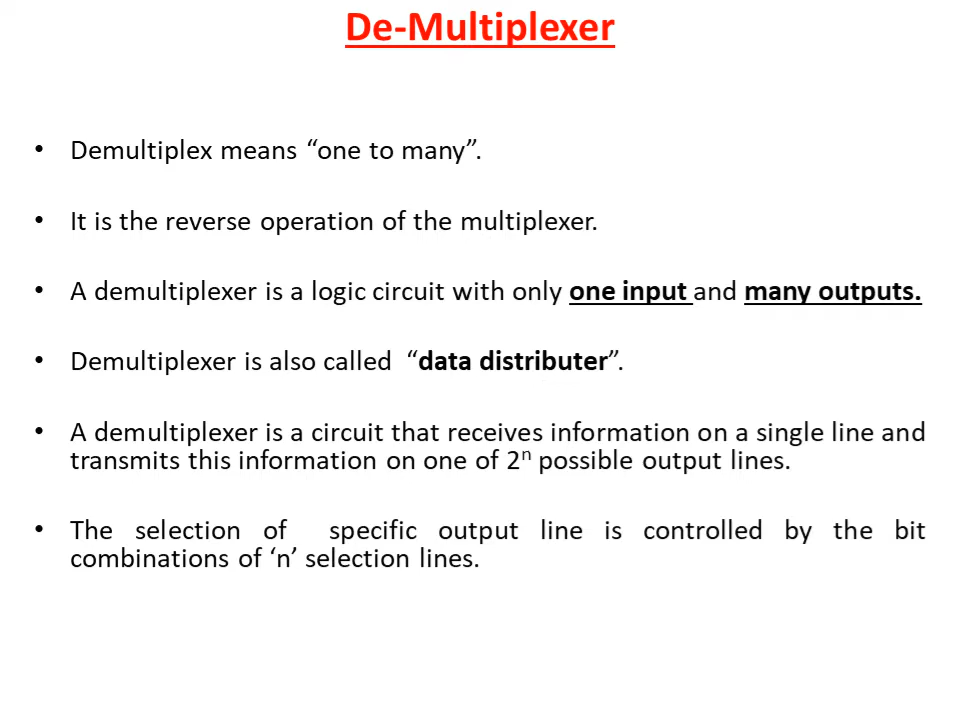 De-Multiplexer
• Demultiplex means “one to many”.
• It is the reverse operation of the multiplexer.
• A demultiplexer is a logic circuit with only one input and many outputs.
• Demultiplexer is also called “data distributer”.
• A demultiplexer is a circuit that receives information on a single line and
transmits this information on one of 2ⁿ possible output lines.
• The selection of specific output line is controlled by the bit
combinations of ‘n’ selection lines.